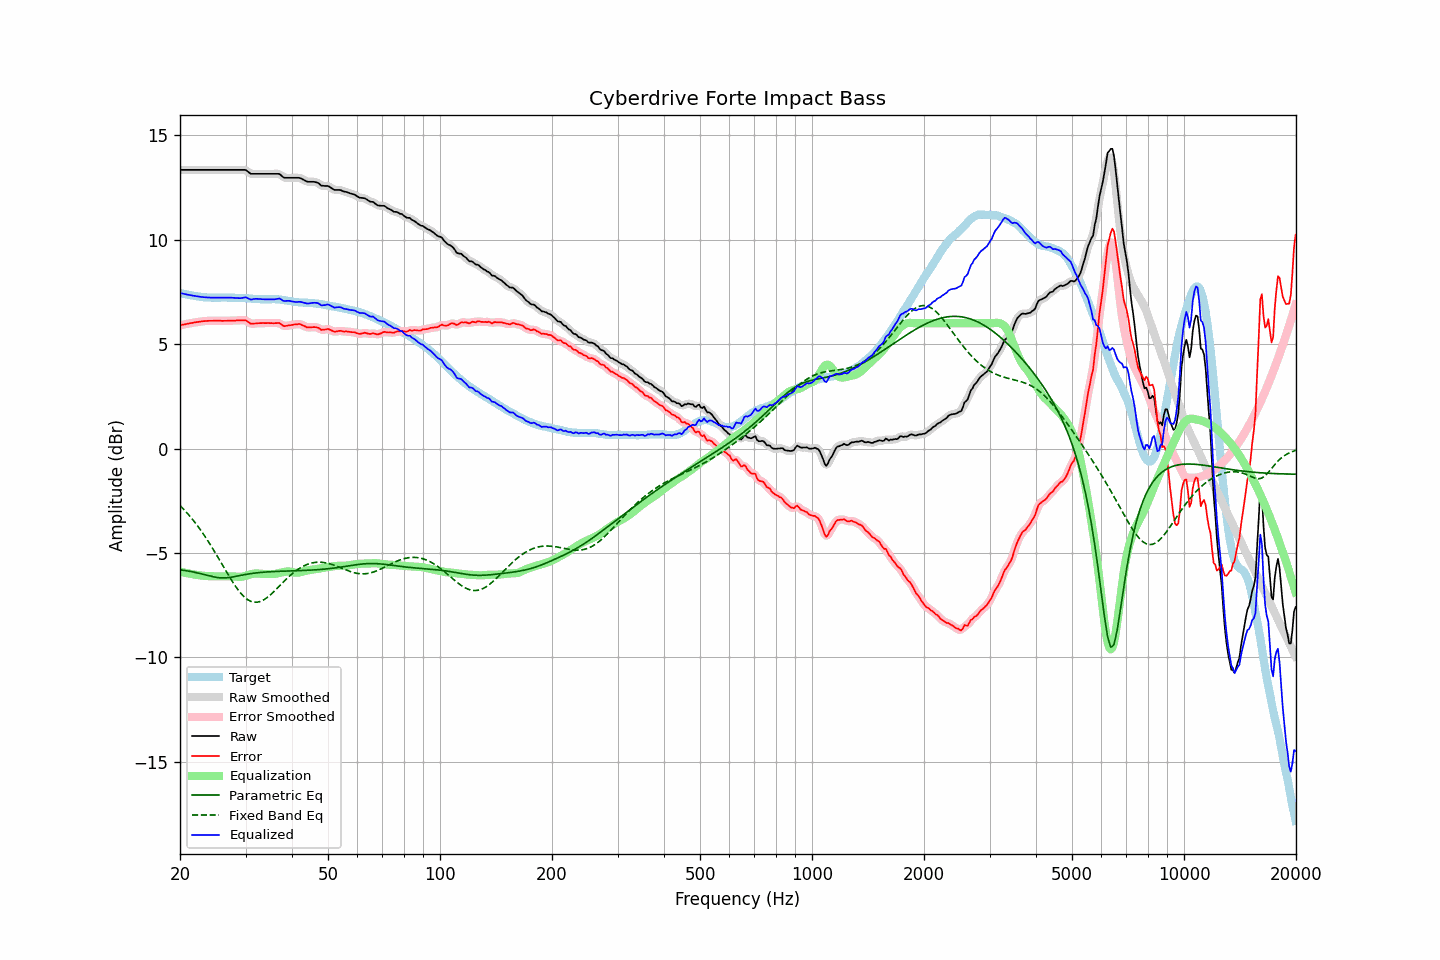 Cyberdrive Forte Impact Bass
Amplitude (dBr)
15
10
5
0
−5
−10
−15
Target
Raw Smoothed
Error Smoothed
Raw
Error
Equalization
Parametric Eq
Fixed Band Eq
Equalized
20 50 100 200 500 1000 2000 5000 10000 20000
Frequency (Hz)